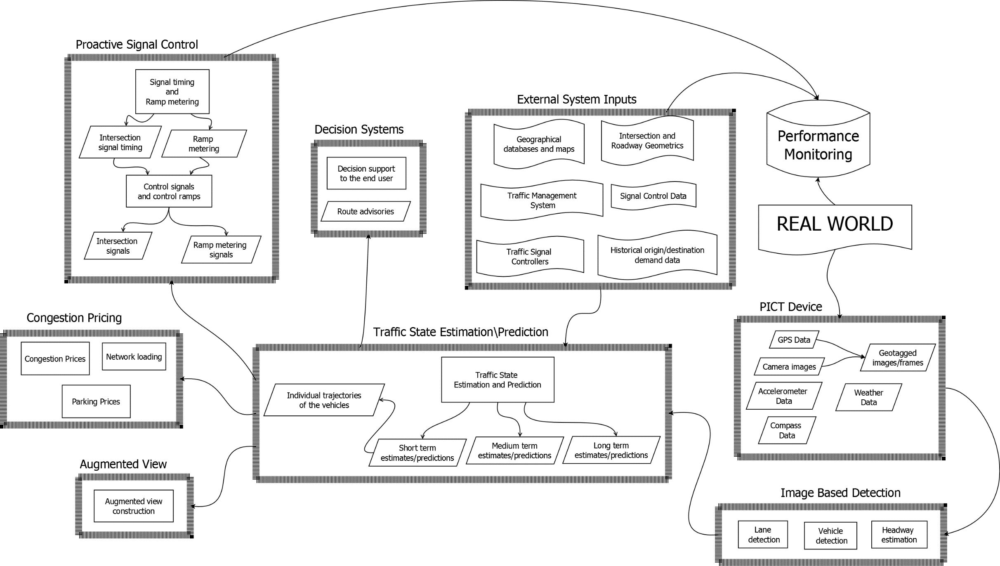 Proactive Signal Control
Signal timing
and
Ramp metering
Intersection
signal timing
Ramp
metering
Control signals
and control ramps
Intersection
signals
Ramp metering
signals
Decision Systems
Decision support
to the end user
Route advisories
External System Inputs
Geographical
databases and maps
Intersection and
Roadway Geometrics
Traffic Management
System
Signal Control Data
Traffic Signal
Controllers
Historical origin/destination
demand data
Performance
Monitoring
REAL WORLD
PICT Device
GPS Data
Camera images
Geotagged
images/frames
Accelerometer
Data
Weather
Data
Compass
Data
Congestion Pricing
Congestion Prices
Network loading
Parking Prices
Traffic State Estimation\Prediction
Traffic State
Estimation and Prediction
Individual trajectories
of the vehicles
Short term
estimates/predictions
Medium term
estimates/predictions
Long term
estimates/predictions
Augmented View
Augmented view
construction
Image Based Detection
Lane
detection
Vehicle
detection
Headway
estimation